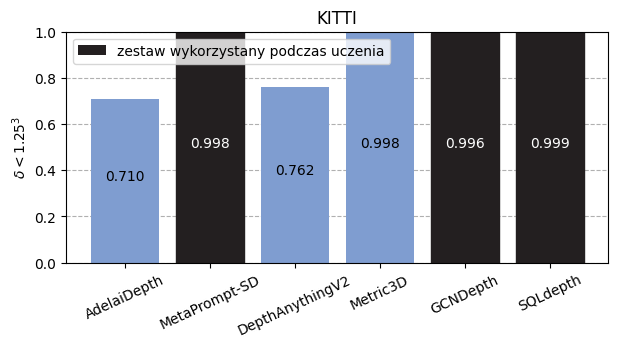 KITTI
zestaw wykorzystany podczas uczenia
δ < 1.25³
1.0
0.8
0.6
0.4
0.2
0.0
0.710
0.998
0.762
0.998
0.996
0.999
AdelaiDepth
MetaPrompt-SD
DepthAnythingV2
Metric3D
GCNDepth
SQLdepth